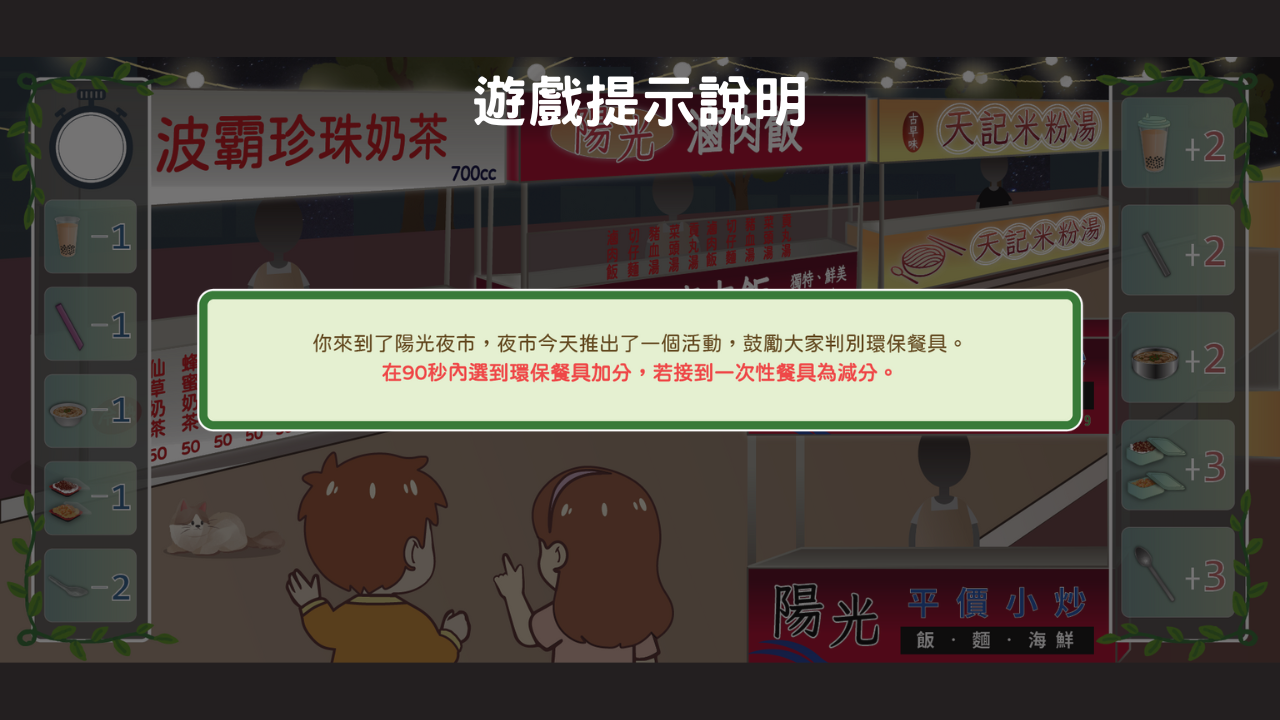 遊戲提示說明
波霸珍珠奶茶
700cc
陽光 滷肉飯
古早味
天記米粉湯
天記米粉湯
獨特、鮮美
你來到了陽光夜市，夜市今天推出了一個活動，鼓勵大家判別環保餐具。
在90秒內選到環保餐具加分，若接到一次性餐具為減分。
仙草奶茶
蜂蜜奶茶
50 50 50 50
-1
-1
-1
-1
-2
+2
+2
+2
+3
+3
陽光
平價小炒
飯·麵·海鮮